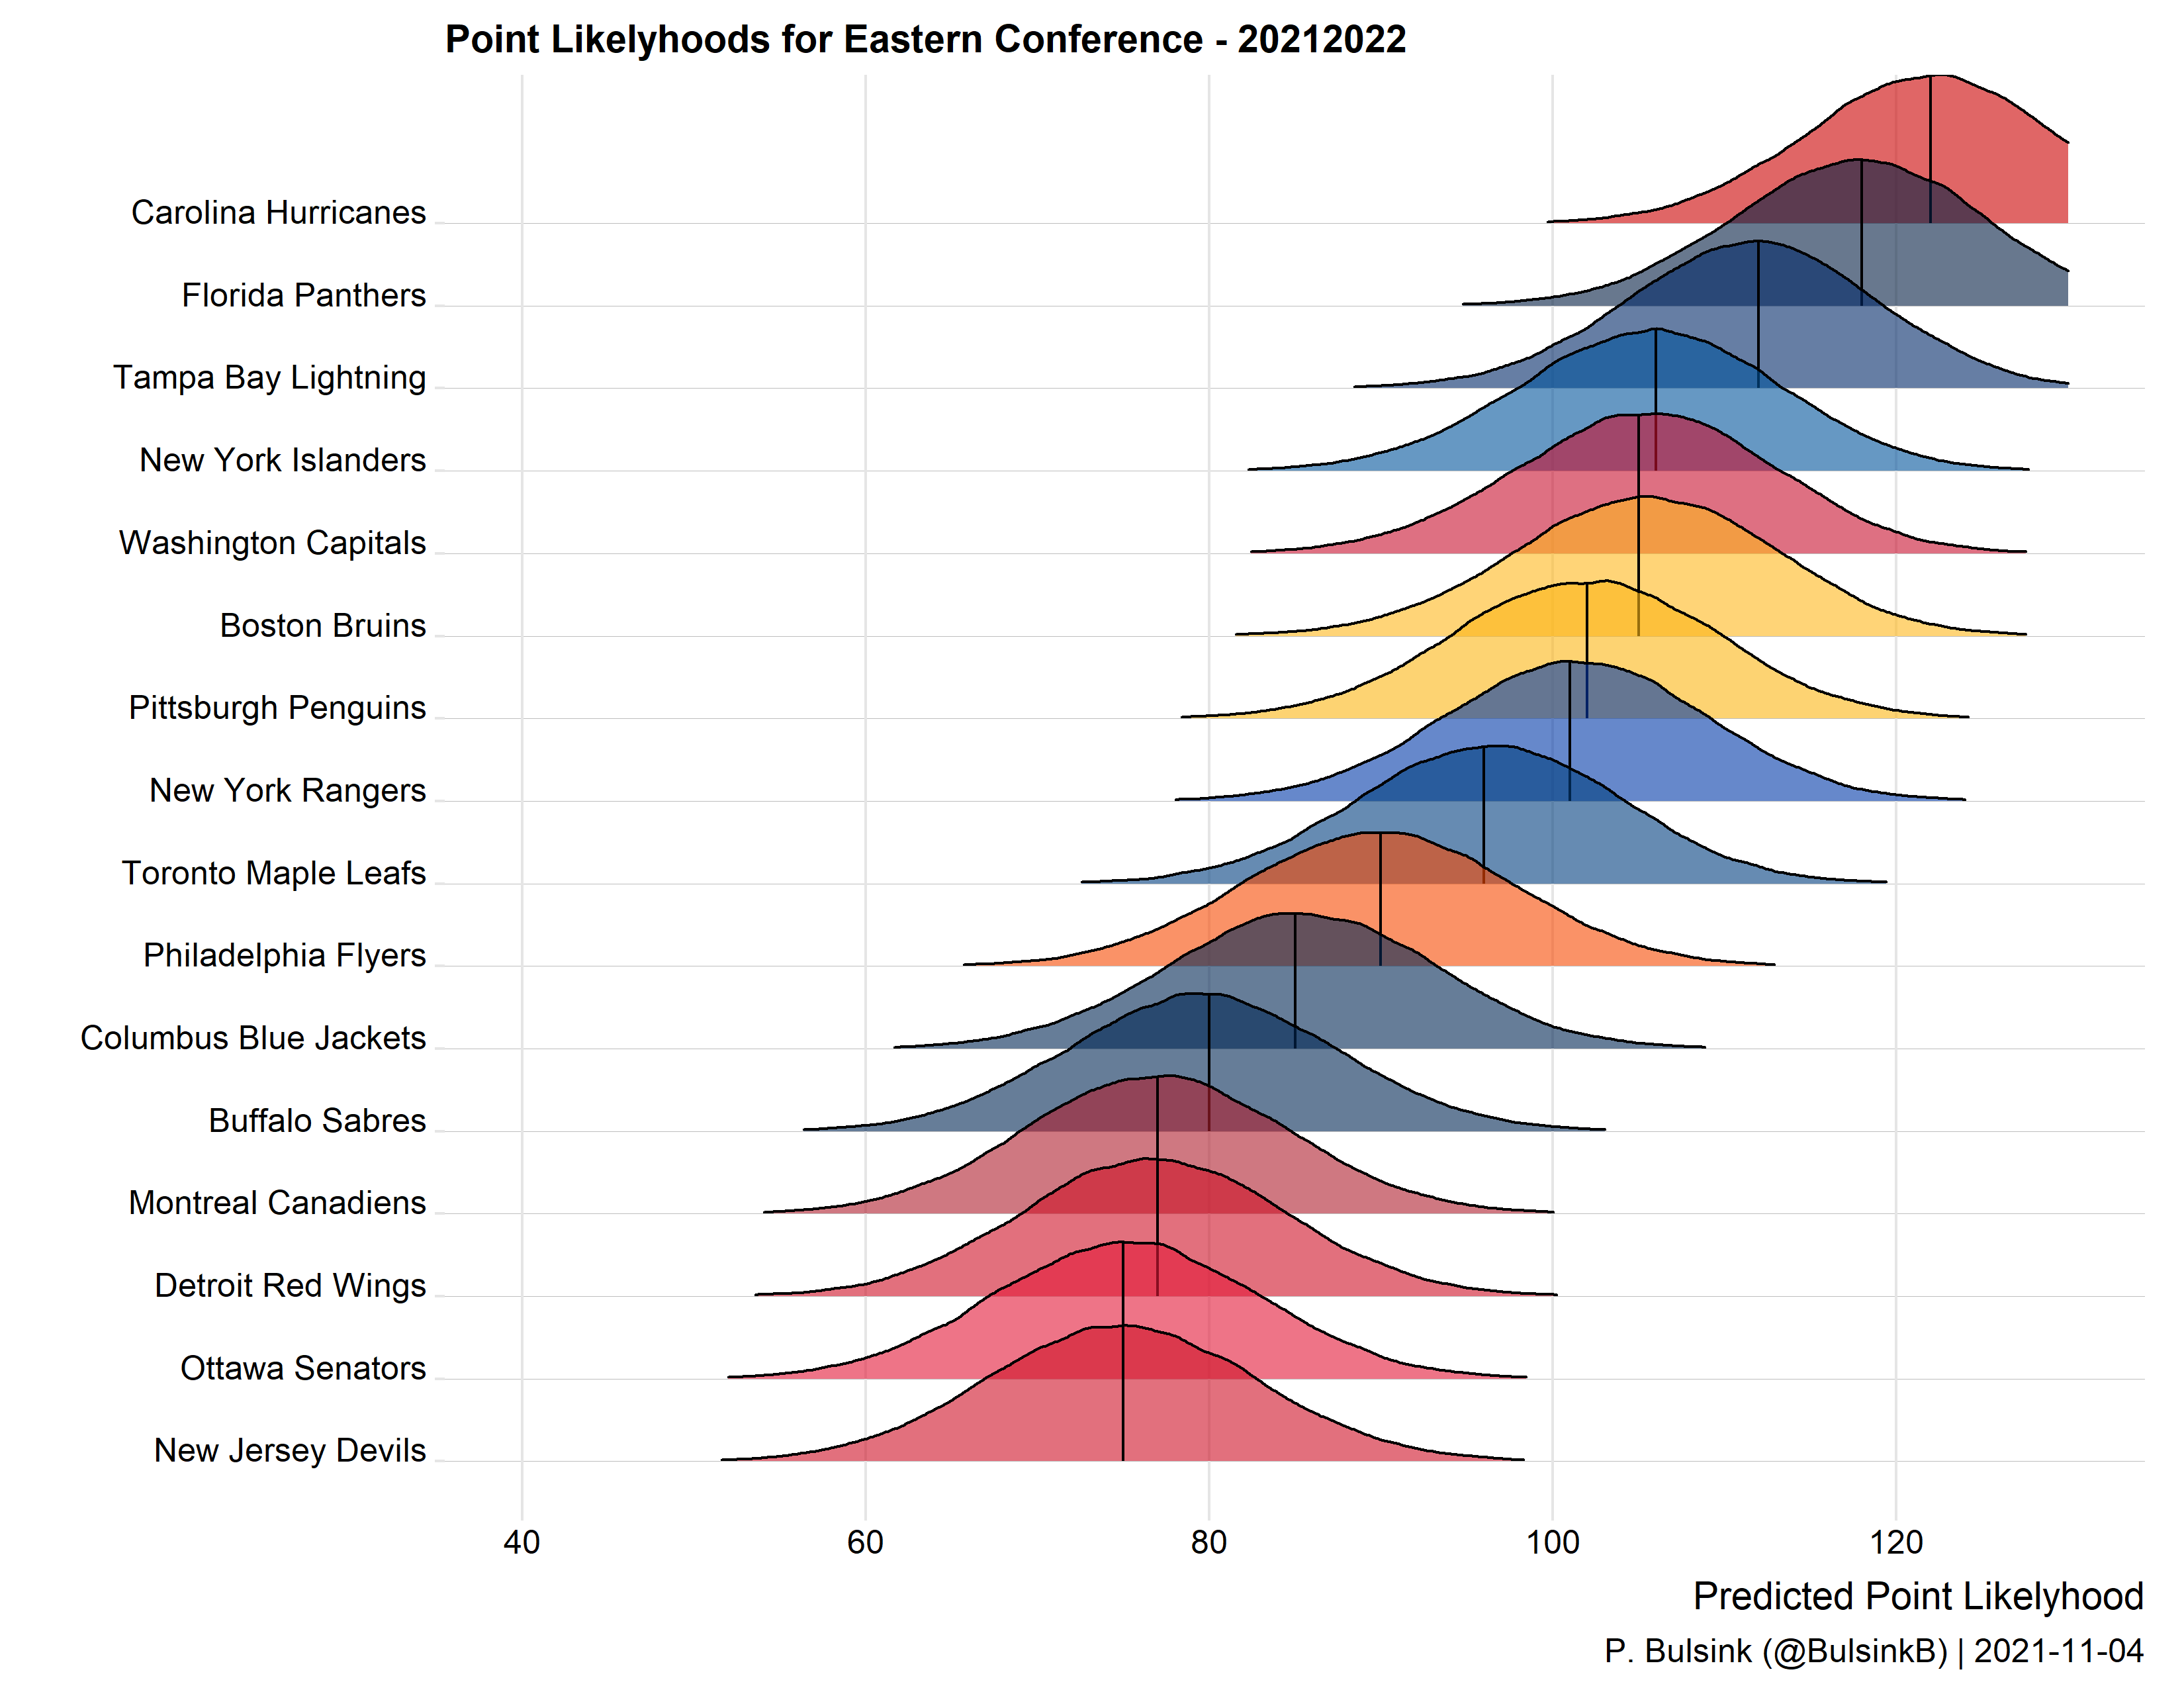 Point Likelyhoods for Eastern Conference - 20212022
Carolina Hurricanes
Florida Panthers
Tampa Bay Lightning
New York Islanders
Washington Capitals
Boston Bruins
Pittsburgh Penguins
New York Rangers
Toronto Maple Leafs
Philadelphia Flyers
Columbus Blue Jackets
Buffalo Sabres
Montreal Canadiens
Detroit Red Wings
Ottawa Senators
New Jersey Devils
40 60 80 100 120
Predicted Point Likelyhood
P. Bulsink (@BulsinkB) | 2021-11-04